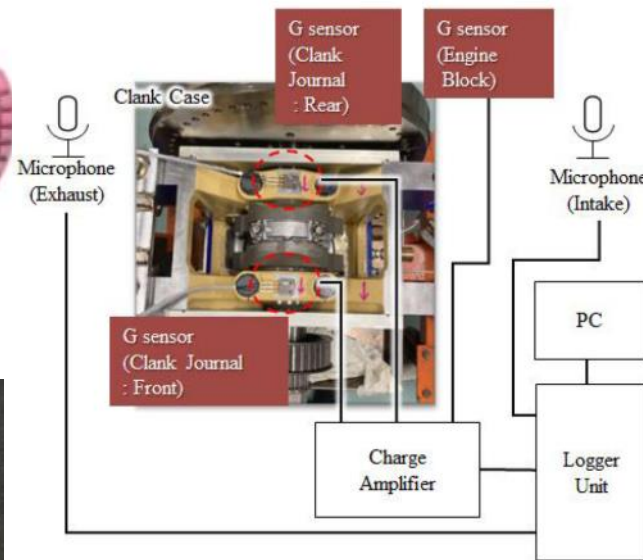 G sensor
(Clank
Journal
: Rear)
G sensor
(Engine
Block)
Clank Case
Microphone
(Exhaust)
Microphone
(Intake)
G sensor
(Clank Journal
: Front)
PC
Charge
Amplifier
Logger
Unit